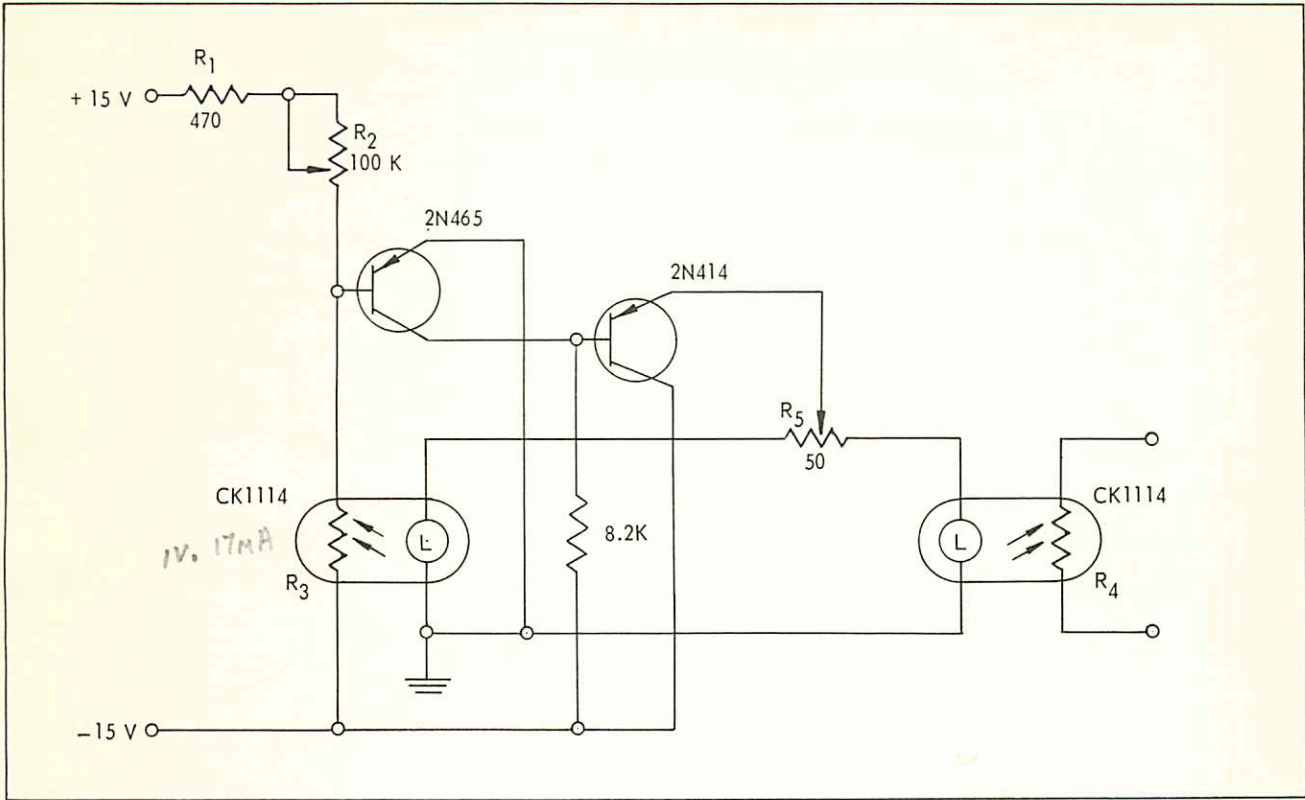 R1
+ 15 V
470
R2
100 K
2N465
2N414
R5
50
CK1114
CK1114
1V. 17MA
L
8.2K
L
R3
R4
–15 V